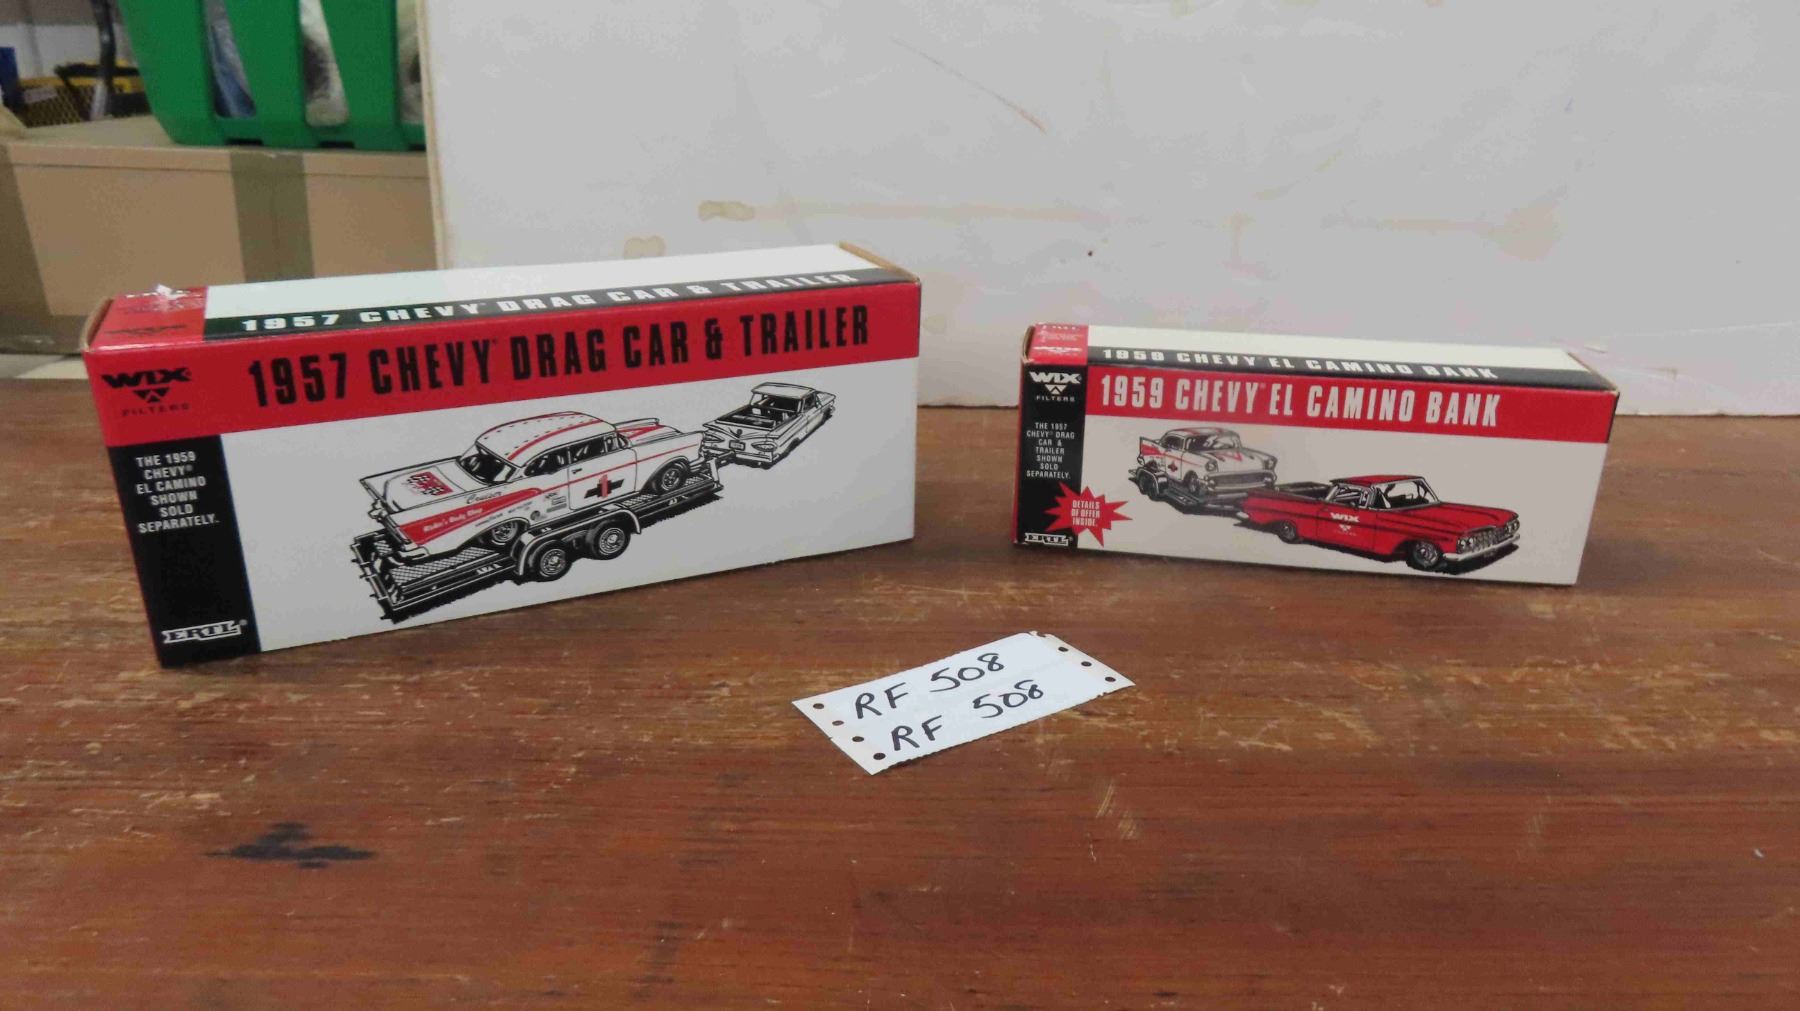 1957 CHEVY DRAG CAR & TRAILER
1957 CHEVY® DRAG CAR & TRAILER
WIX
FILTERS
THE 1959
CHEVY®
EL CAMINO
SHOWN
SOLD
SEPARATELY.
ERTL®
Cruiser
1959 CHEVY EL CAMINO BANK
WIX
FILTERS
1959 CHEVY® EL CAMINO BANK
THE 1957
CHEVY® DRAG
CAR &
TRAILER
SHOWN
SOLD
SEPARATELY.
DETAILS
OF OFFER
INSIDE.
ERTL
WIX
RF 508
RF 508